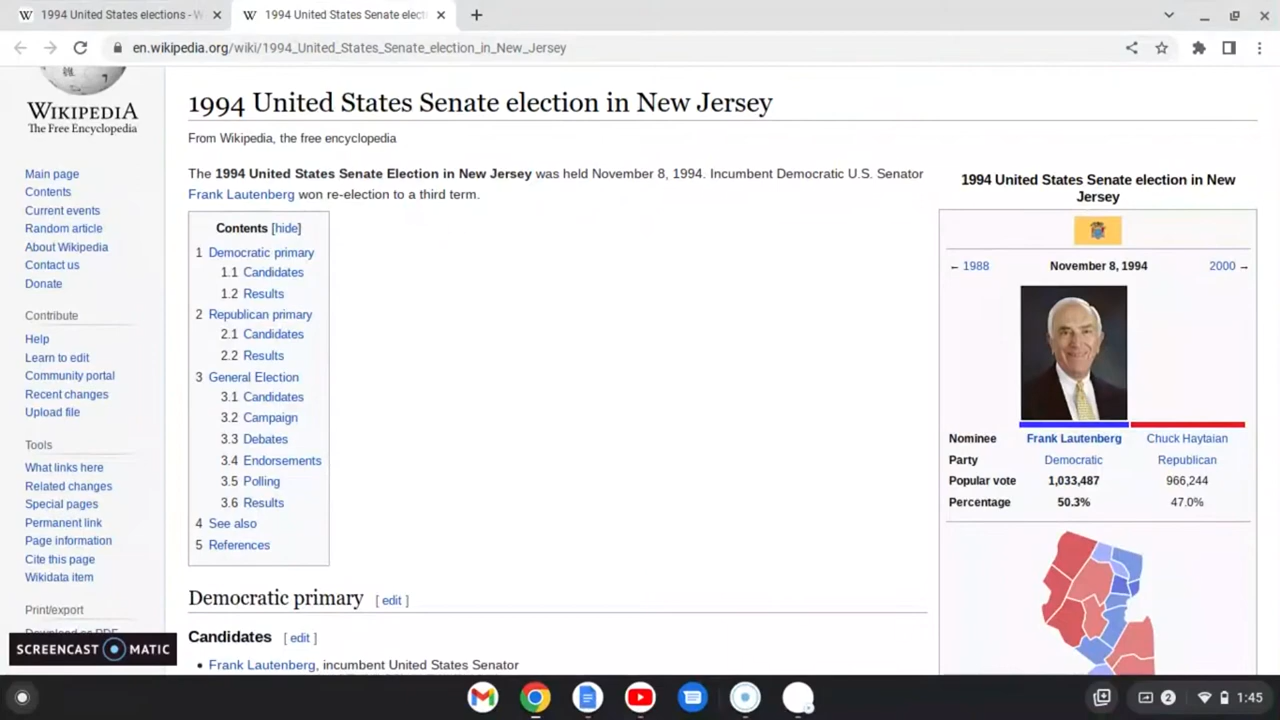 1994 United States elections - W
1994 United States Senate elect
en.wikipedia.org/wiki/1994_United_States_Senate_election_in_New_Jersey
WIKIPEDIA
The Free Encyclopedia
Main page
Contents
Current events
Random article
About Wikipedia
Contact us
Donate
Contribute
Help
Learn to edit
Community portal
Recent changes
Upload file
Tools
What links here
Related changes
Special pages
Permanent link
Page information
Cite this page
Wikidata item
Print/export
Download as PDF
1994 United States Senate election in New Jersey
From Wikipedia, the free encyclopedia
The 1994 United States Senate Election in New Jersey was held November 8, 1994. Incumbent Democratic U.S. Senator
Frank Lautenberg won re-election to a third term.
Contents [hide]
1 Democratic primary
1.1 Candidates
1.2 Results
2 Republican primary
2.1 Candidates
2.2 Results
3 General Election
3.1 Candidates
3.2 Campaign
3.3 Debates
3.4 Endorsements
3.5 Polling
3.6 Results
4 See also
5 References
Democratic primary [ edit ]
Candidates [ edit ]
• Frank Lautenberg, incumbent United States Senator
1994 United States Senate election in New
Jersey
← 1988 November 8, 1994 2000 →
Nominee Frank Lautenberg Chuck Haytaian
Party Democratic Republican
Popular vote 1,033,487 966,244
Percentage 50.3% 47.0%
SCREENCAST MATIC
2 1:45